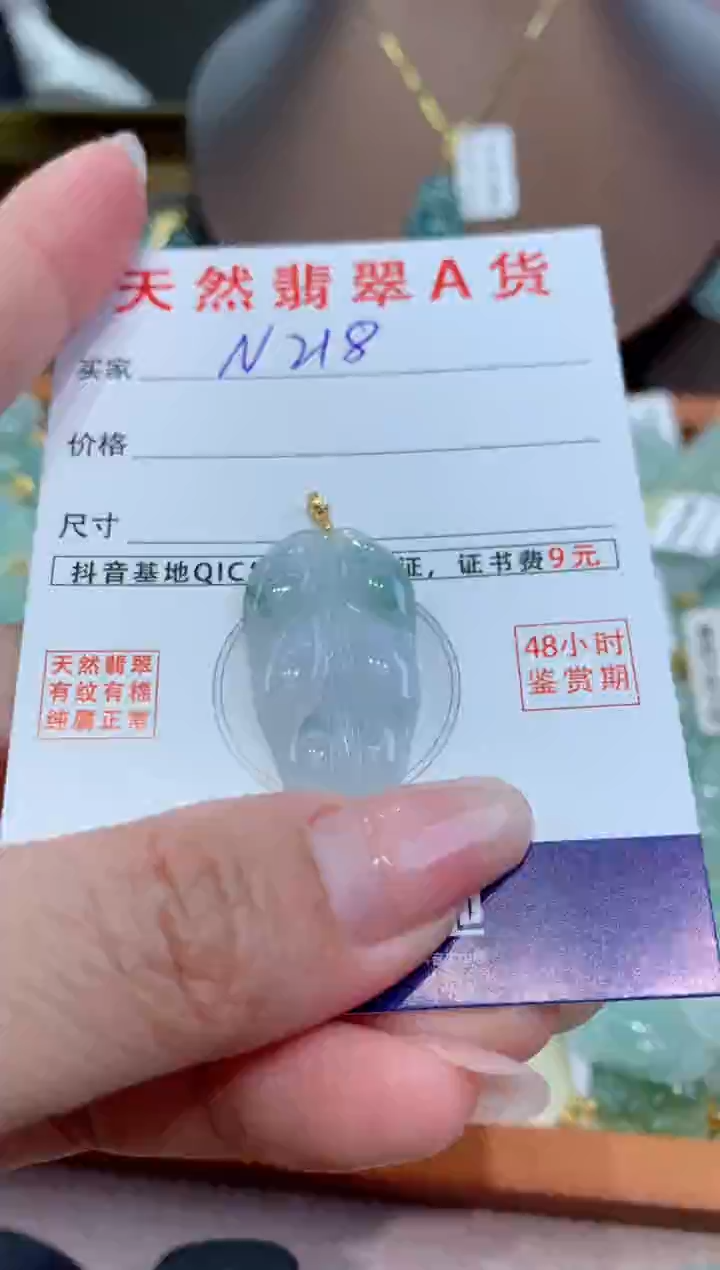 天然翡翠A货
买家 N218
价格
尺寸
抖音基地QIC 证，证书费9元
天然翡翠
有纹有棉
纯属正常
48小时
鉴赏期